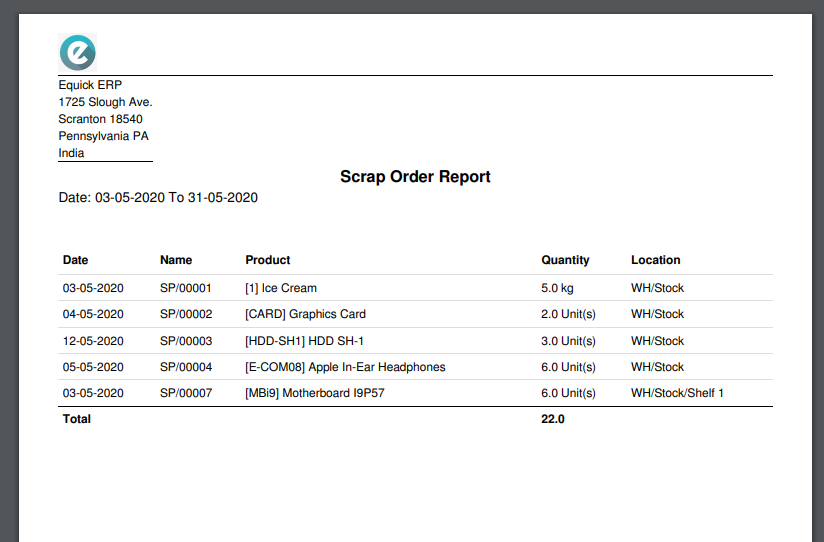 Equick ERP
1725 Slough Ave.
Scranton 18540
Pennsylvania PA
India
Scrap Order Report
Date: 03-05-2020 To 31-05-2020
Date Name Product Quantity Location
03-05-2020 SP/00001 [1] Ice Cream 5.0 kg WH/Stock
04-05-2020 SP/00002 [CARD] Graphics Card 2.0 Unit(s) WH/Stock
12-05-2020 SP/00003 [HDD-SH1] HDD SH-1 3.0 Unit(s) WH/Stock
05-05-2020 SP/00004 [E-COM08] Apple In-Ear Headphones 6.0 Unit(s) WH/Stock
03-05-2020 SP/00007 [MBi9] Motherboard I9P57 6.0 Unit(s) WH/Stock/Shelf 1
Total 22.0